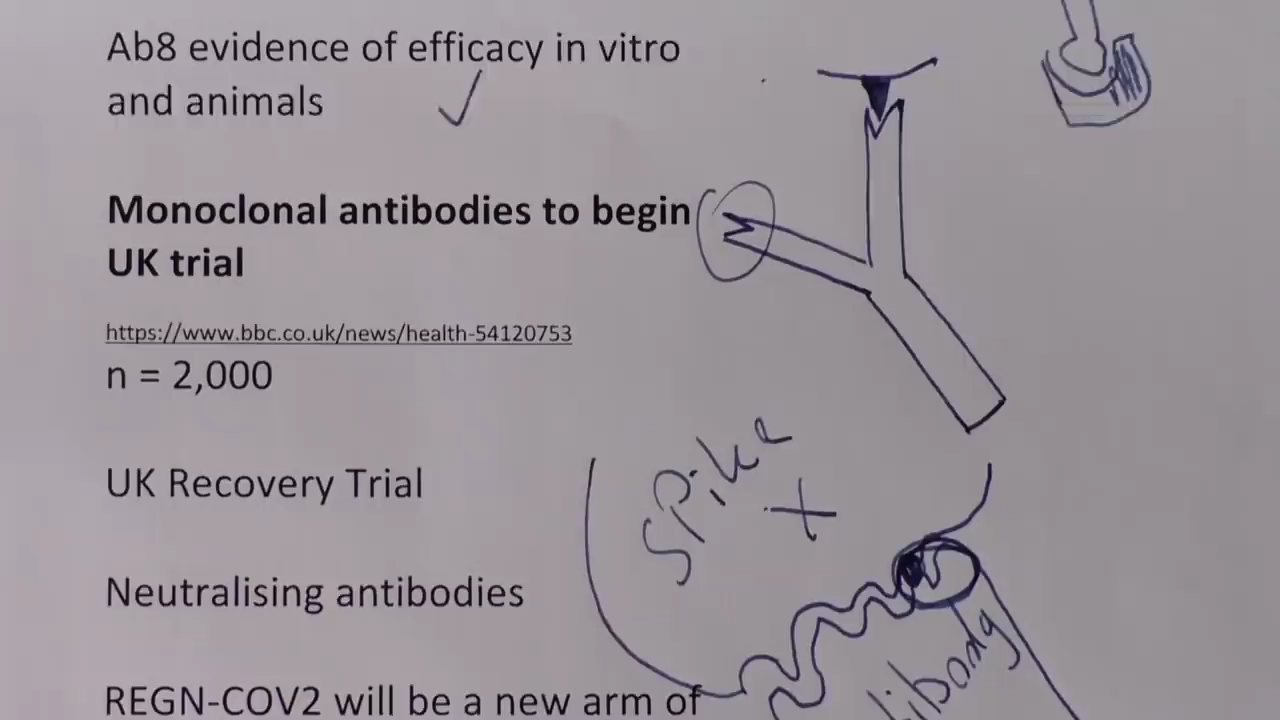 Ab8 evidence of efficacy in vitro
and animals
Monoclonal antibodies to begin
UK trial
https://www.bbc.co.uk/news/health-54120753
n = 2,000
UK Recovery Trial
Spike
Neutralising antibodies
tibody
REGN-COV2 will be a new arm of